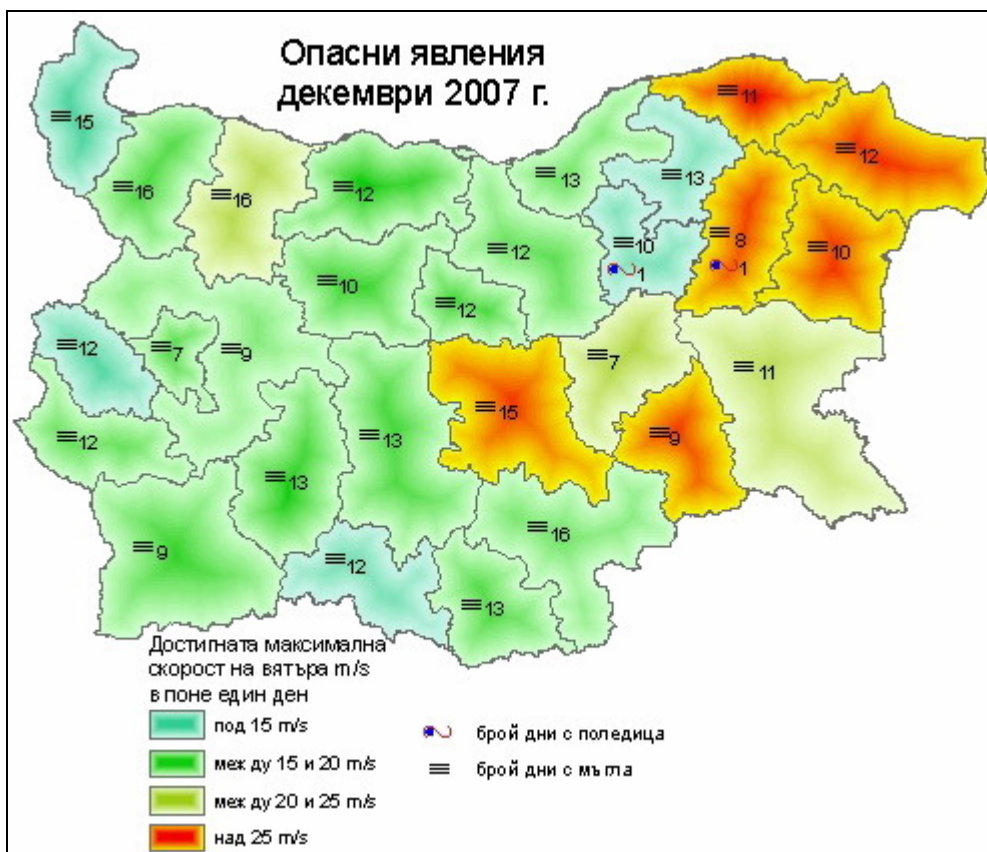 Опасни явления
декември 2007 г.
≡11
≡15
≡12
≡16
≡16
≡12
≡13
≡13
≡8
1
≡10
≡10
1
≡12
≡10
≡12
≡12
≡7
≡9
≡7
≡11
≡15
≡9
≡12
≡13
≡13
≡16
≡9
≡12
≡13
Достигната максимална
скорост на вятъра m/s
в поне един ден
под 15 m/s
между 15 и 20 m/s
между 20 и 25 m/s
над 25 m/s
брой дни с поледица
≡ брой дни с мъгла